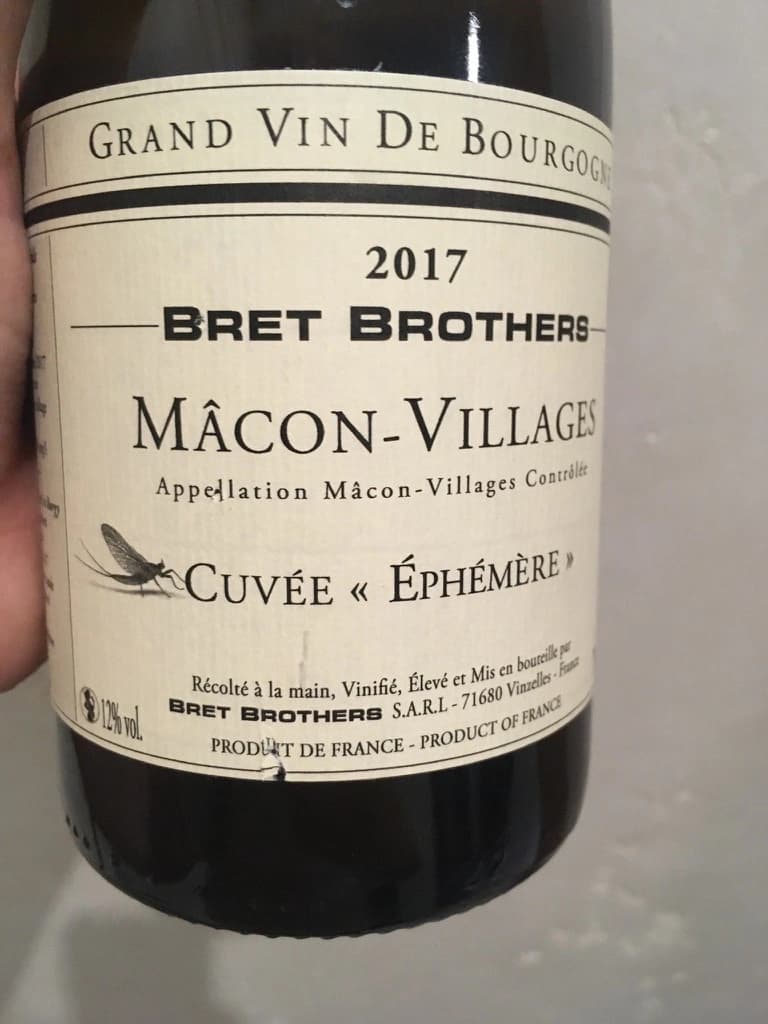 GRAND VIN DE BOURGOGNE
2017
BRET BROTHERS
MÂCON-VILLAGES
Appellation Mâcon-Villages Contrôlée
CUVÉE « ÉPHÉMÈRE »
Récolté à la main, Vinifié, Élevé et Mis en bouteille par
BRET BROTHERS S.A.R.L - 71680 Vinzelles - France
12% vol.
PRODUIT DE FRANCE - PRODUCT OF FRANCE